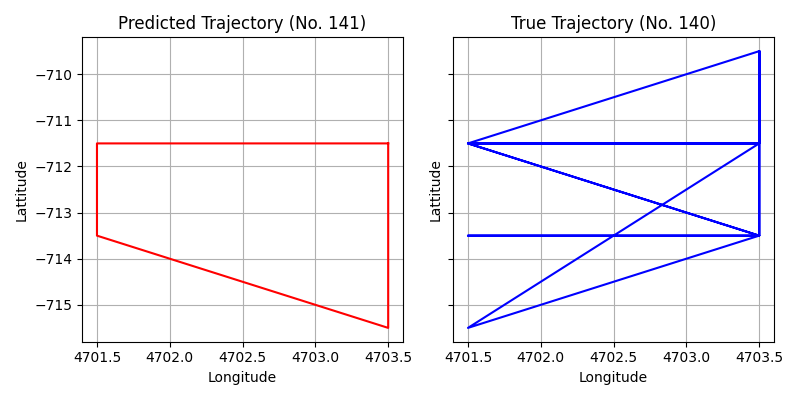 Predicted Trajectory (No. 141)
True Trajectory (No. 140)
−710
−711
−712
−713
−714
−715
Lattitude
Lattitude
4701.5 4702.0 4702.5 4703.0 4703.5
4701.5 4702.0 4702.5 4703.0 4703.5
Longitude
Longitude